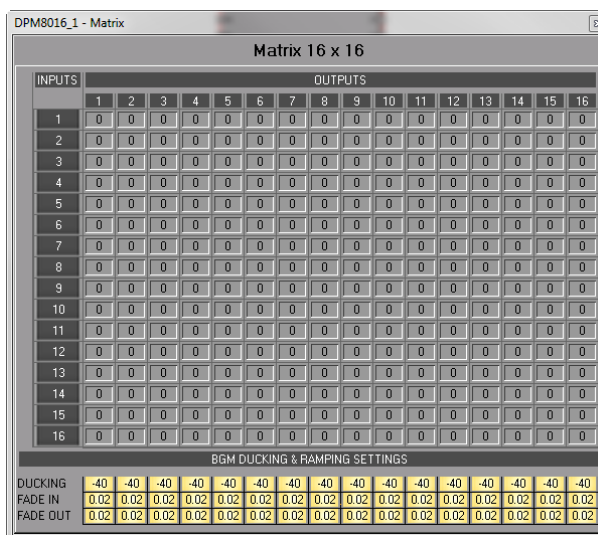 DPM8016_1 - Matrix
Matrix 16 x 16
INPUTS OUTPUTS
1 2 3 4 5 6 7 8 9 10 11 12 13 14 15 16
1 0 0 0 0 0 0 0 0 0 0 0 0 0 0 0 0
2 0 0 0 0 0 0 0 0 0 0 0 0 0 0 0 0
3 0 0 0 0 0 0 0 0 0 0 0 0 0 0 0 0
4 0 0 0 0 0 0 0 0 0 0 0 0 0 0 0 0
5 0 0 0 0 0 0 0 0 0 0 0 0 0 0 0 0
6 0 0 0 0 0 0 0 0 0 0 0 0 0 0 0 0
7 0 0 0 0 0 0 0 0 0 0 0 0 0 0 0 0
8 0 0 0 0 0 0 0 0 0 0 0 0 0 0 0 0
9 0 0 0 0 0 0 0 0 0 0 0 0 0 0 0 0
10 0 0 0 0 0 0 0 0 0 0 0 0 0 0 0 0
11 0 0 0 0 0 0 0 0 0 0 0 0 0 0 0 0
12 0 0 0 0 0 0 0 0 0 0 0 0 0 0 0 0
13 0 0 0 0 0 0 0 0 0 0 0 0 0 0 0 0
14 0 0 0 0 0 0 0 0 0 0 0 0 0 0 0 0
15 0 0 0 0 0 0 0 0 0 0 0 0 0 0 0 0
16 0 0 0 0 0 0 0 0 0 0 0 0 0 0 0 0
BGM DUCKING & RAMPING SETTINGS
DUCKING -40 -40 -40 -40 -40 -40 -40 -40 -40 -40 -40 -40 -40 -40 -40 -40
FADE IN 0.02 0.02 0.02 0.02 0.02 0.02 0.02 0.02 0.02 0.02 0.02 0.02 0.02 0.02 0.02 0.02
FADE OUT 0.02 0.02 0.02 0.02 0.02 0.02 0.02 0.02 0.02 0.02 0.02 0.02 0.02 0.02 0.02 0.02